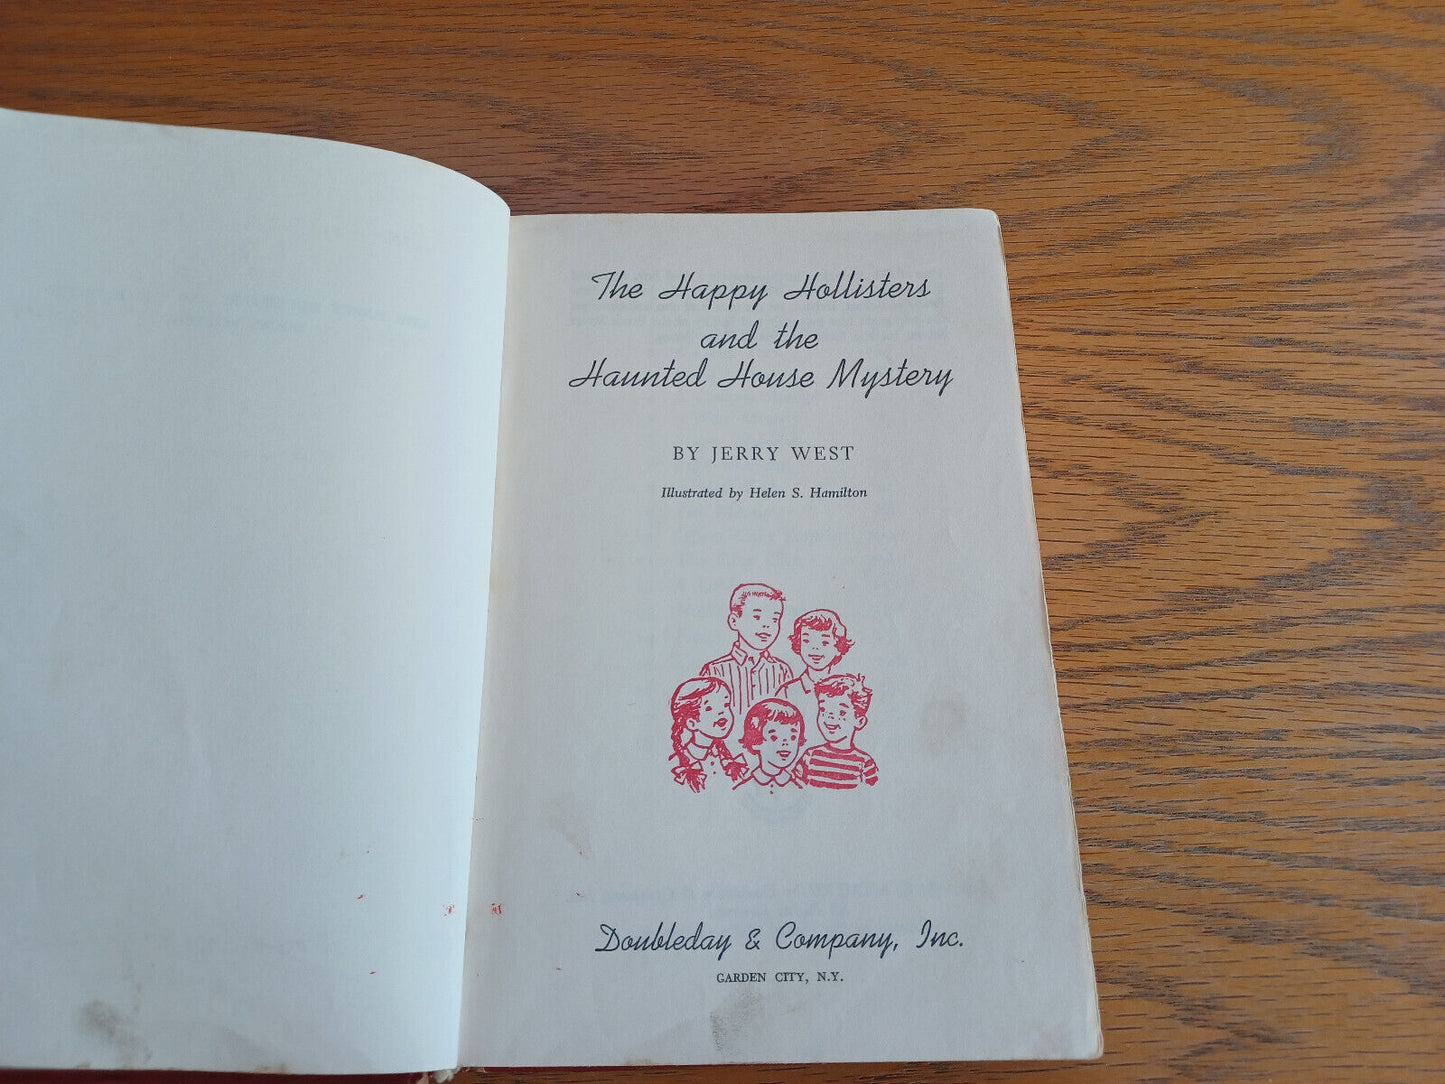 The Happy Hollisters
and the
Haunted House Mystery
BY JERRY WEST
Illustrated by Helen S. Hamilton
Doubleday & Company, Inc.
GARDEN CITY, N.Y.